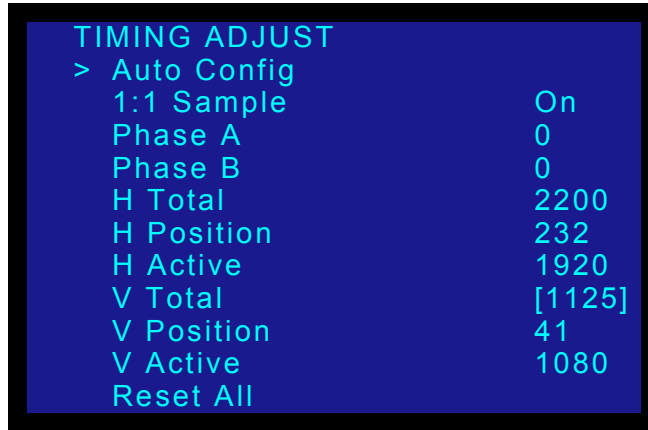 TIMING ADJUST
> Auto Config
1:1 Sample On
Phase A 0
Phase B 0
H Total 2200
H Position 232
H Active 1920
V Total [1125]
V Position 41
V Active 1080
Reset All